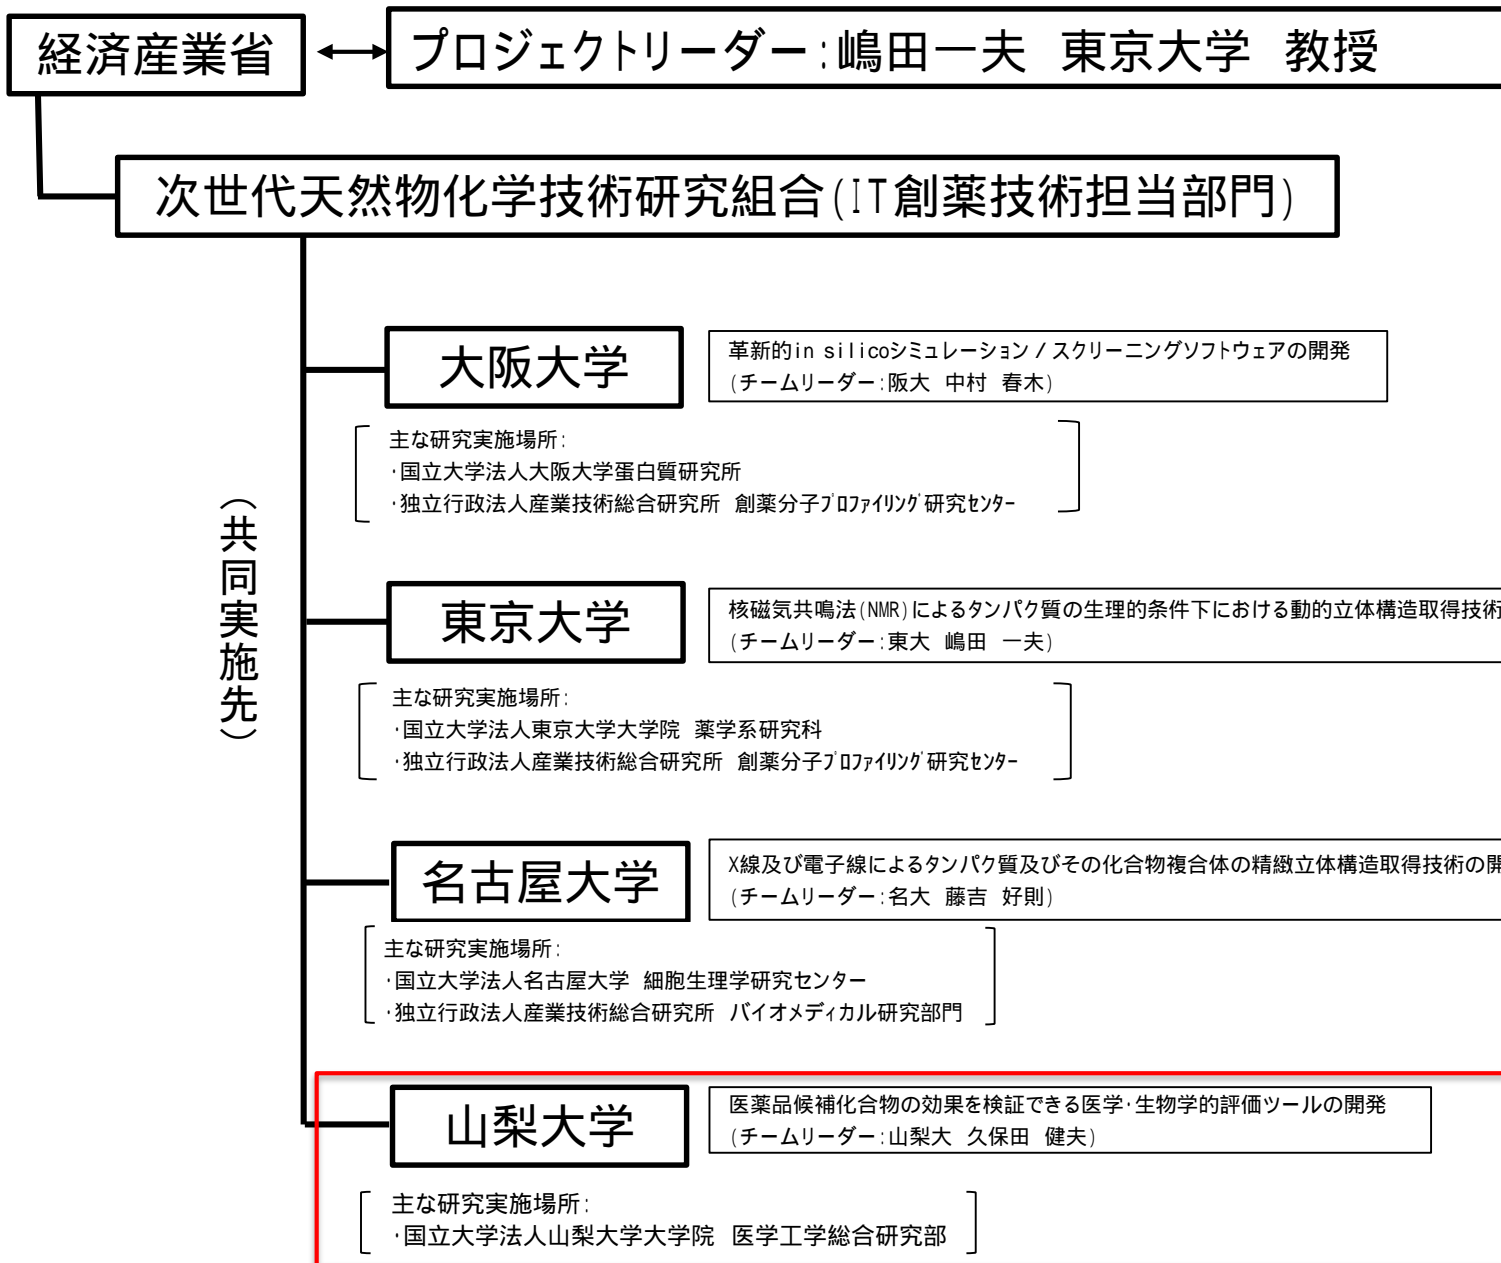 経済産業省
プロジェクトリーダー:嶋田一夫 東京大学 教授
次世代天然物化学技術研究組合(IT創薬技術担当部門)
(共同実施先)
大阪大学
革新的in silicoシミュレーション/スクリーニングソフトウェアの開発
(チームリーダー:阪大 中村 春木)
主な研究実施場所:
・国立大学法人大阪大学蛋白質研究所
・独立行政法人産業技術総合研究所 創薬分子プロファイリング研究センター
東京大学
核磁気共鳴法(NMR)によるタンパク質の生理的条件下における動的立体構造取得技術
(チームリーダー:東大 嶋田 一夫)
主な研究実施場所:
・国立大学法人東京大学大学院 薬学系研究科
・独立行政法人産業技術総合研究所 創薬分子プロファイリング研究センター
名古屋大学
X線及び電子線によるタンパク質及びその化合物複合体の精緻立体構造取得技術の開
(チームリーダー:名大 藤吉 好則)
主な研究実施場所:
・国立大学法人名古屋大学 細胞生理学研究センター
・独立行政法人産業技術総合研究所 バイオメディカル研究部門
山梨大学
医薬品候補化合物の効果を検証できる医学・生物学的評価ツールの開発
(チームリーダー:山梨大 久保田 健夫)
主な研究実施場所:
・国立大学法人山梨大学大学院 医学工学総合研究部